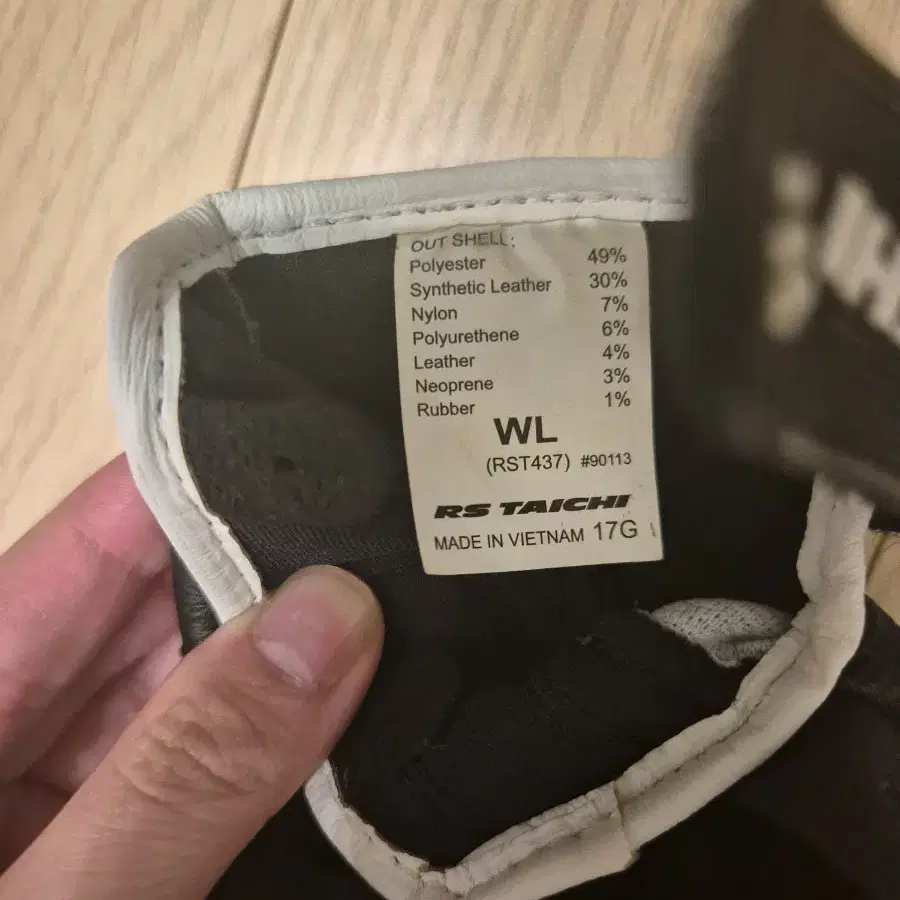 OUT SHELL:
Polyester 49%
Synthetic Leather 30%
Nylon 7%
Polyurethene 6%
Leather 4%
Neoprene 3%
Rubber 1%
WL
(RST437) #90113
RS TAICHI
MADE IN VIETNAM 17G